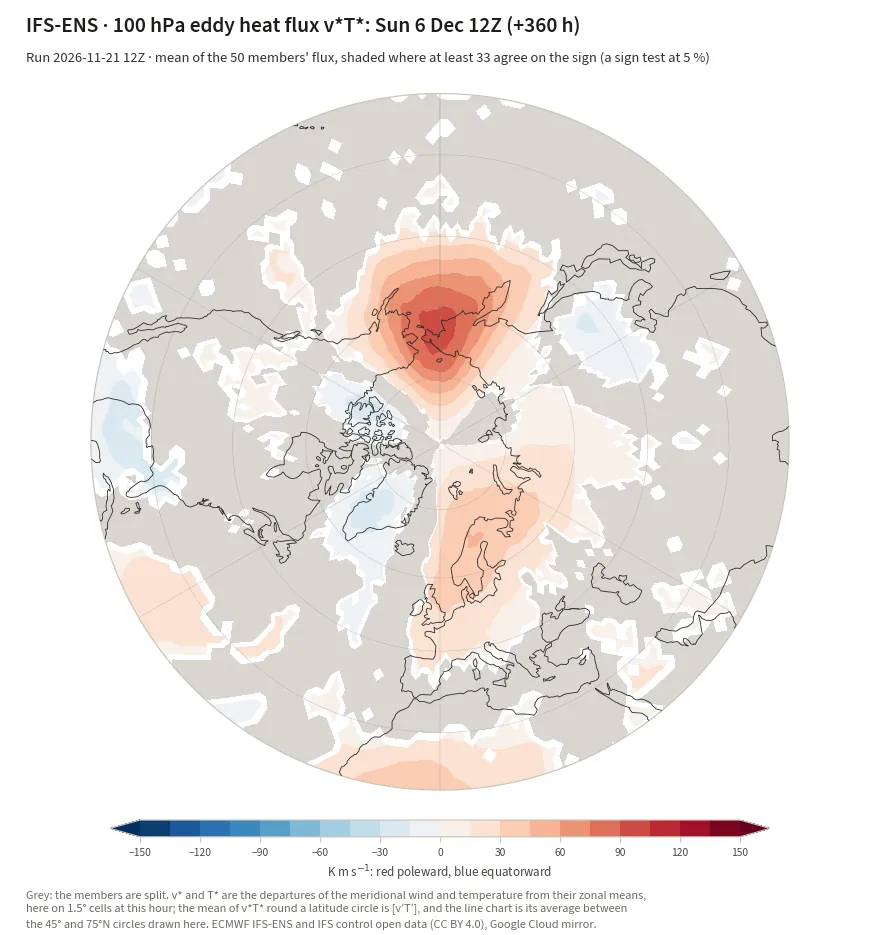 IFS-ENS · 100 hPa eddy heat flux v*T*: Sun 6 Dec 12Z (+360 h)
Run 2026-11-21 12Z · mean of the 50 members' flux, shaded where at least 33 agree on the sign (a sign test at 5 %)
−150 −120 −90 −60 −30 0 30 60 90 120 150
K m s⁻¹: red poleward, blue equatorward
Grey: the members are split. v* and T* are the departures of the meridional wind and temperature from their zonal means,
here on 1.5° cells at this hour; the mean of v*T* round a latitude circle is [v′T′], and the line chart is its average between
the 45° and 75°N circles drawn here. ECMWF IFS-ENS and IFS control open data (CC BY 4.0), Google Cloud mirror.